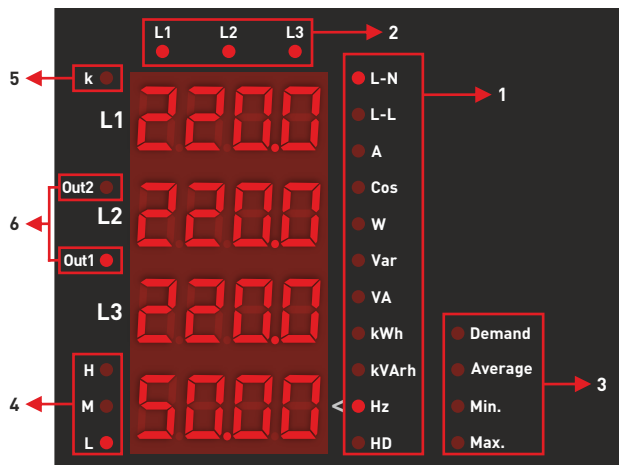 L1 L2 L3
2
5
k
L-N
1
L1
220.0
L-L
A
Out2
Cos
6
L2
220.0
W
Out1
Var
VA
L3
220.0
kWh
Demand
H
kVArh
Average
3
4
M
50.00
<
Hz
Min.
L
HD
Max.